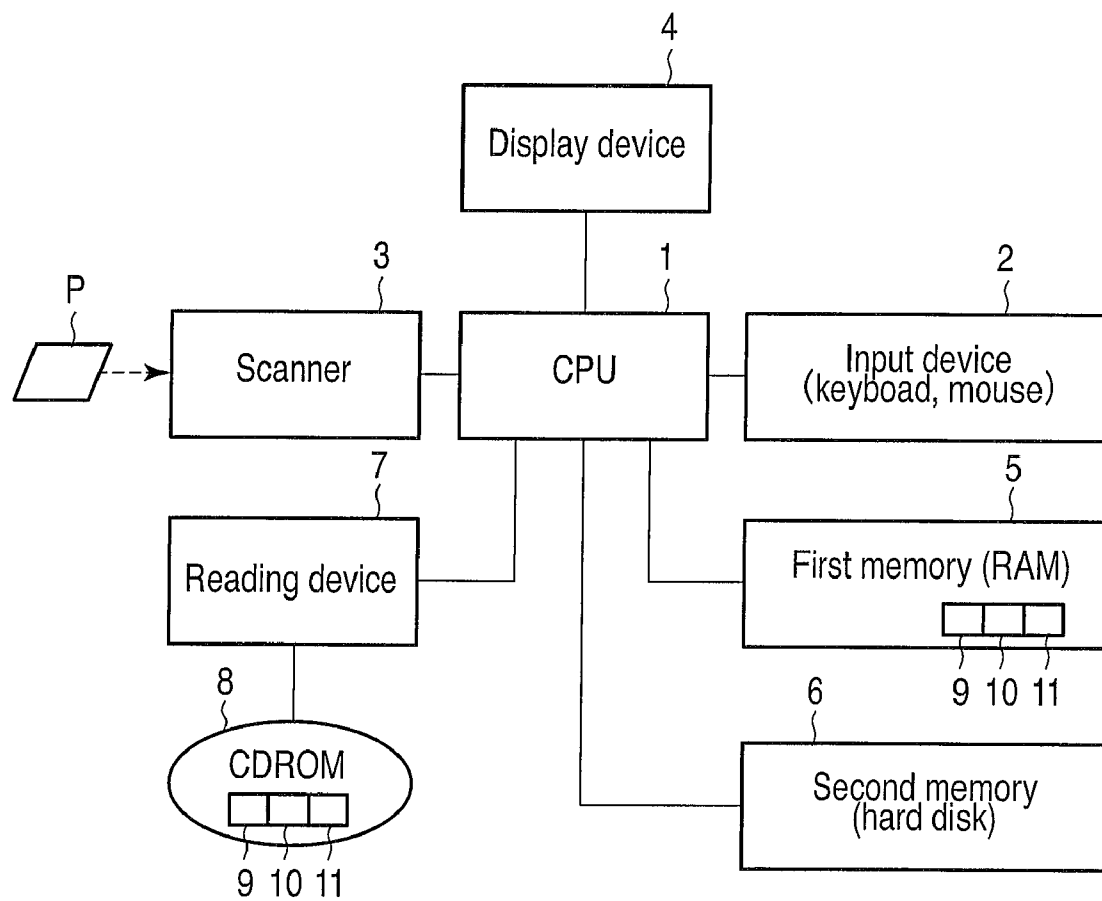 4
Display device
P
3
1
2
Scanner
CPU
Input device
(keyboad, mouse)
7
5
Reading device
First memory (RAM)
9 10 11
8
6
CDROM
Second memory
(hard disk)
9 10 11